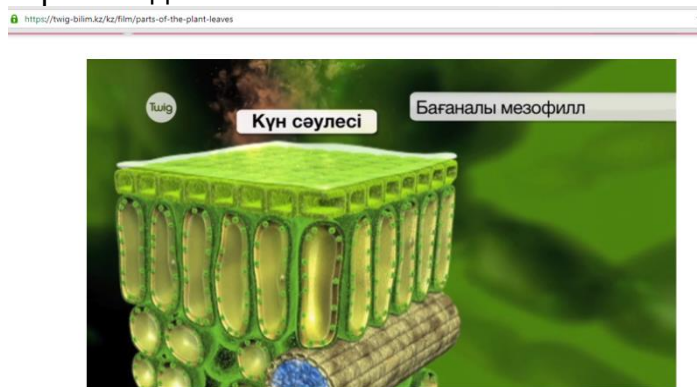 https://twig-bilim.kz/kz/film/parts-of-the-plant-leaves
Twig
Күн сәулесі
Бағаналы мезофилл